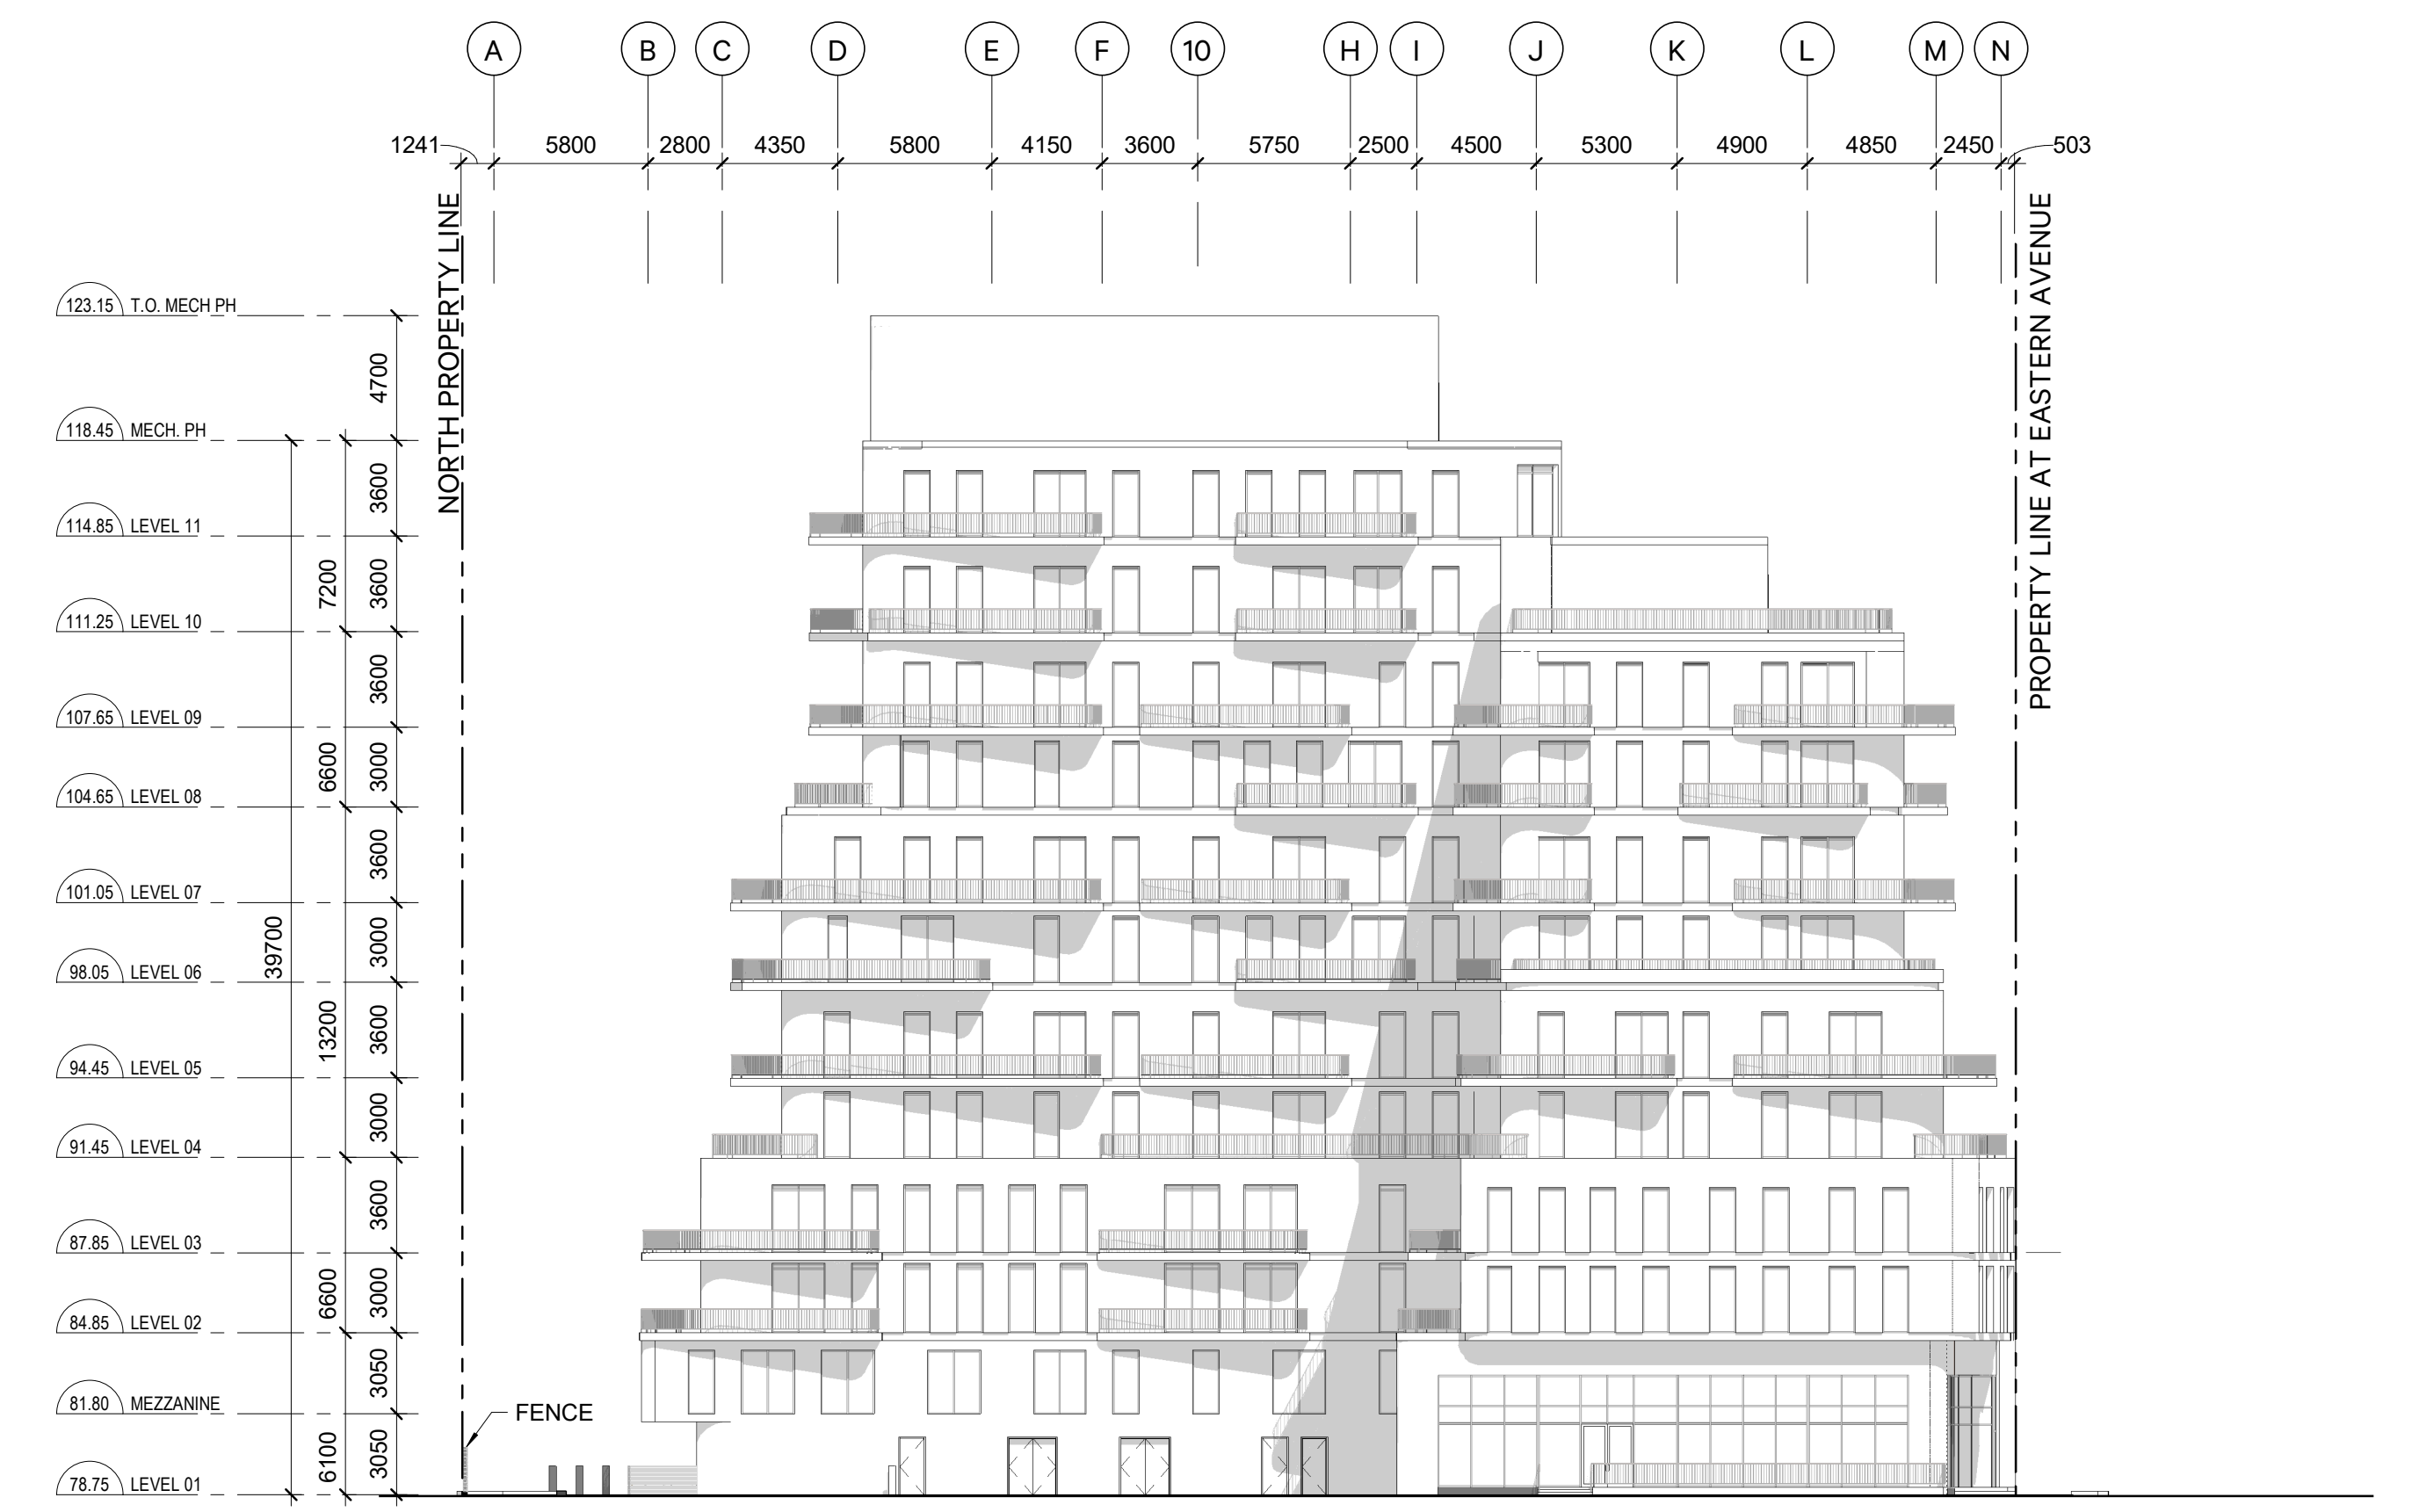 A B C D E F 10 H I J K L M N
1241 5800 2800 4350 5800 4150 3600 5750 2500 4500 5300 4900 4850 2450 503
NORTH PROPERTY LINE
PROPERTY LINE AT EASTERN AVENUE
123.15 T.O. MECH PH
4700
118.45 MECH. PH
3600
114.85 LEVEL 11
7200 3600
111.25 LEVEL 10
3600
107.65 LEVEL 09
6600 3000
104.65 LEVEL 08
3600
101.05 LEVEL 07
39700 3000
98.05 LEVEL 06
13200 3600
94.45 LEVEL 05
3000
91.45 LEVEL 04
3600
87.85 LEVEL 03
6600 3000
84.85 LEVEL 02
3050
81.80 MEZZANINE
FENCE
6100 3050
78.75 LEVEL 01